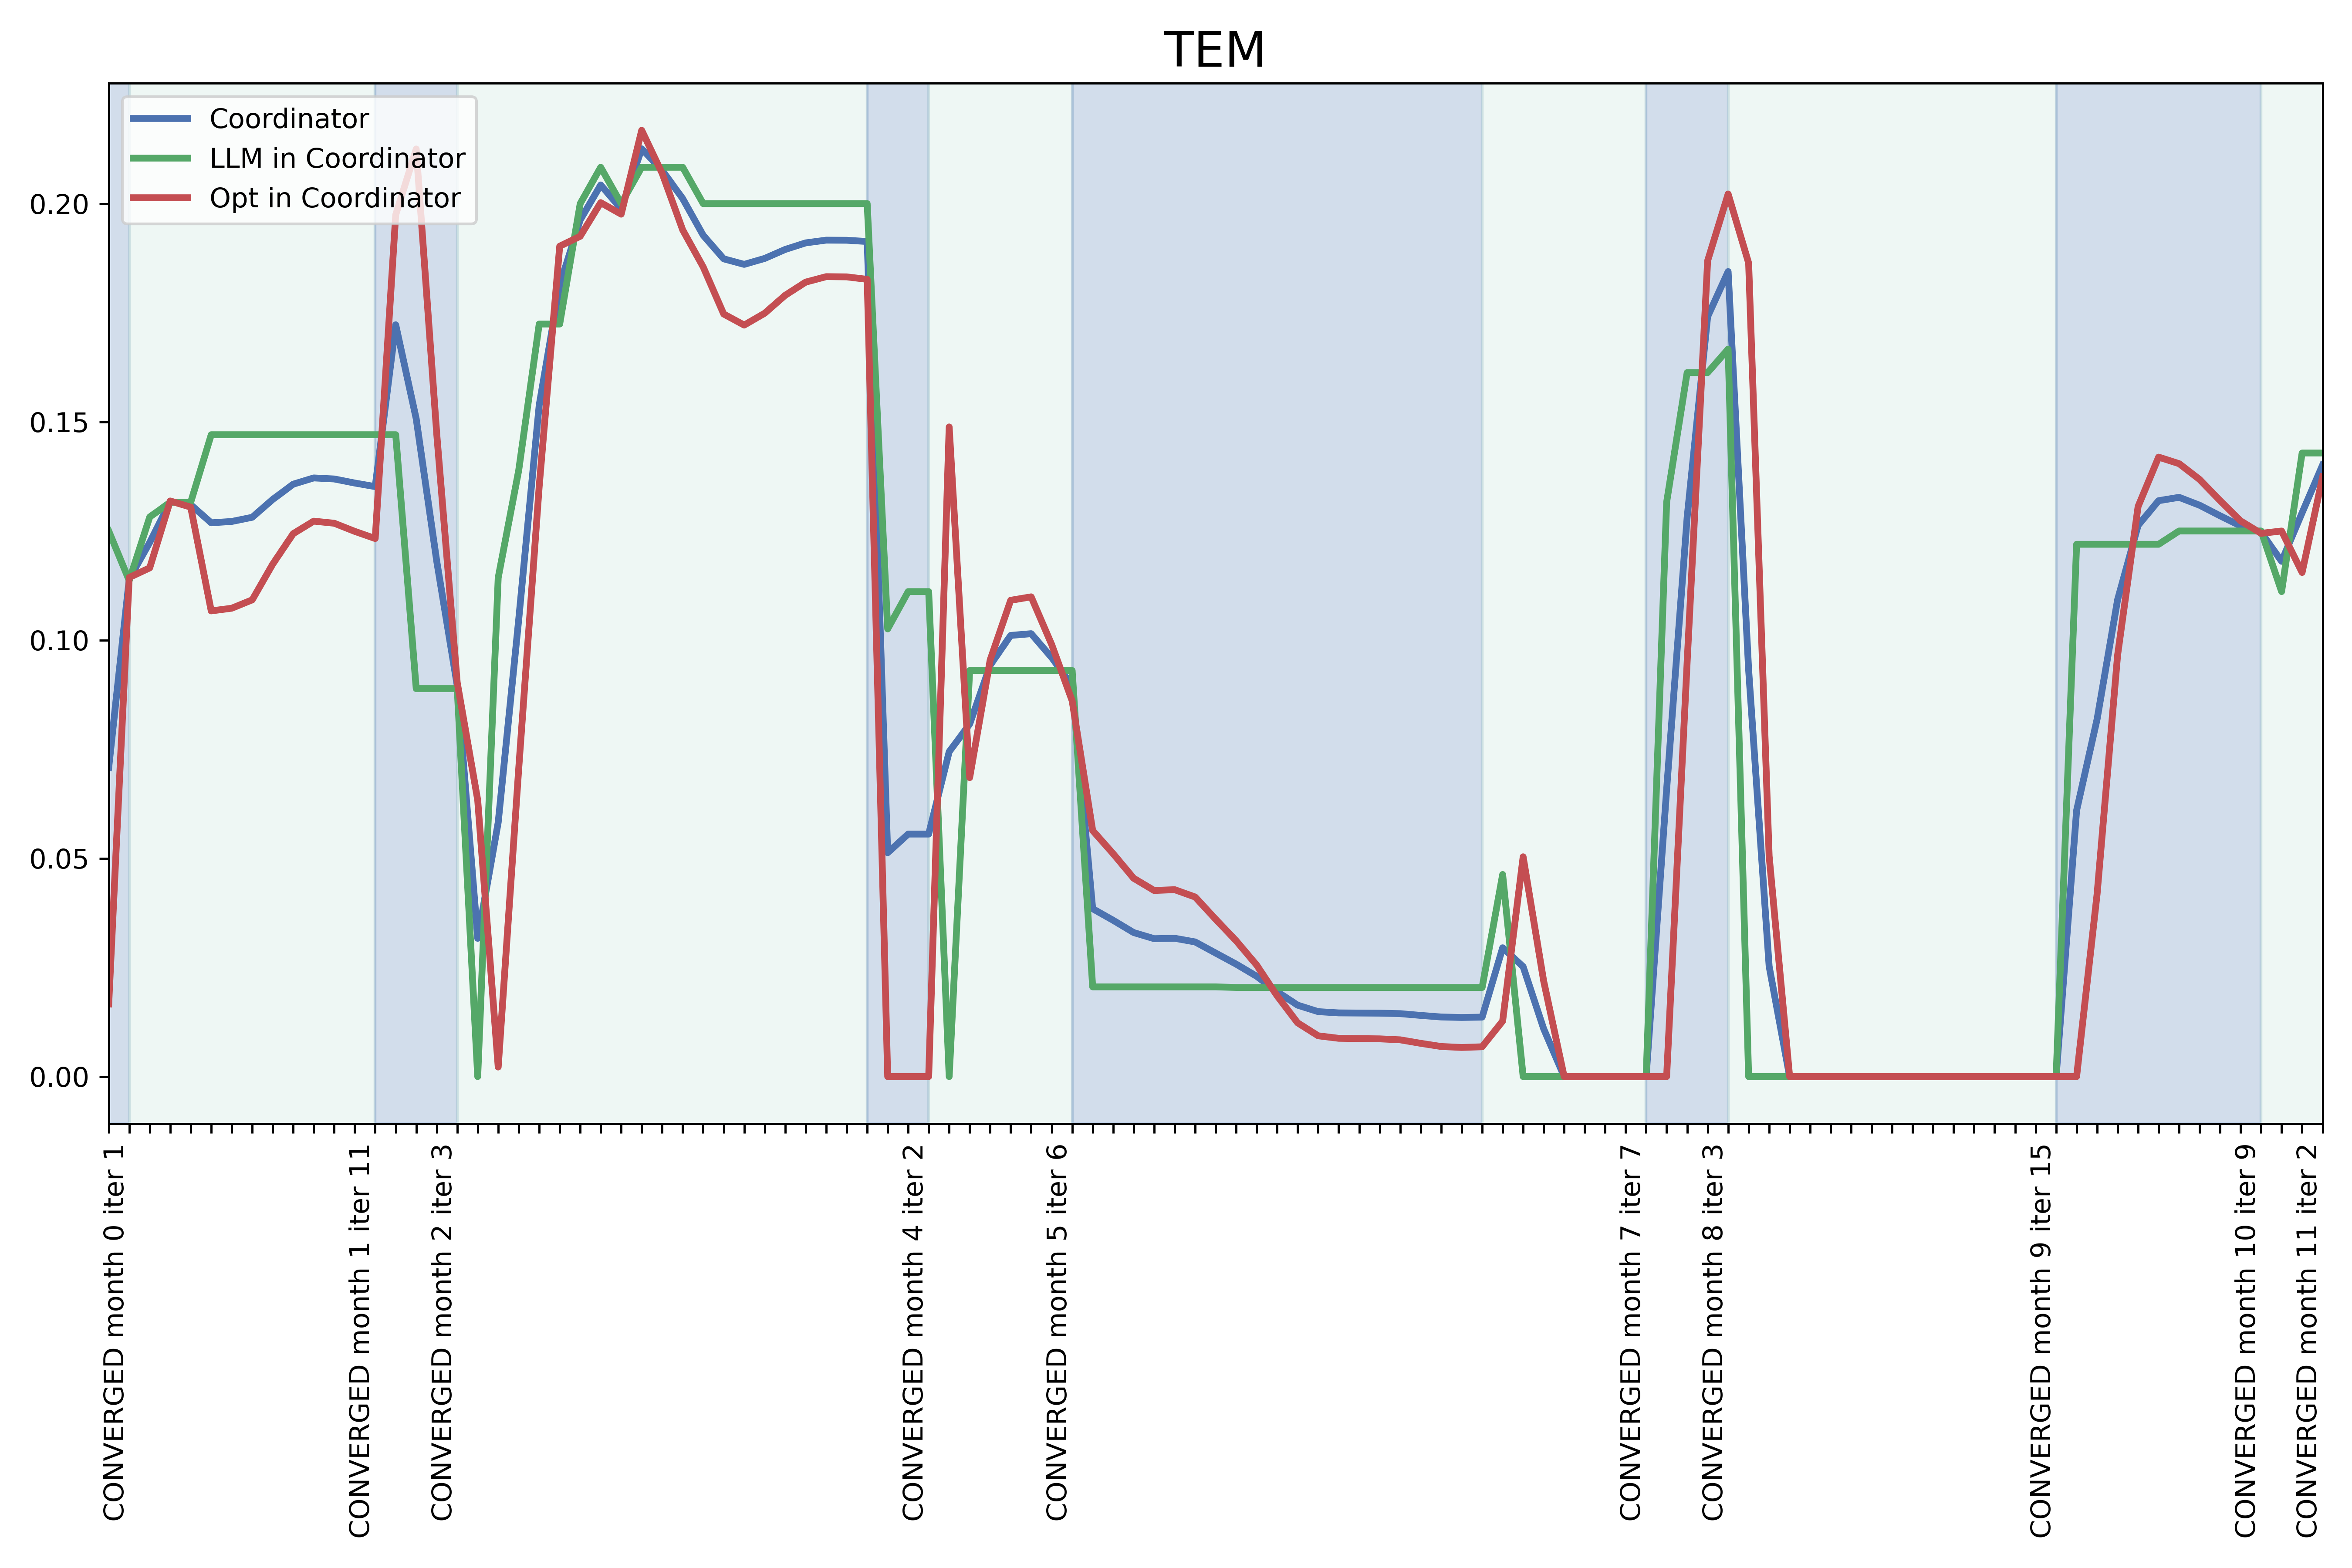 TEM
Coordinator
LLM in Coordinator
Opt in Coordinator
0.20
0.15
0.10
0.05
0.00
CONVERGED month 0 iter 1
CONVERGED month 1 iter 11
CONVERGED month 2 iter 3
CONVERGED month 4 iter 2
CONVERGED month 5 iter 6
CONVERGED month 7 iter 7
CONVERGED month 8 iter 3
CONVERGED month 9 iter 15
CONVERGED month 10 iter 9
CONVERGED month 11 iter 2